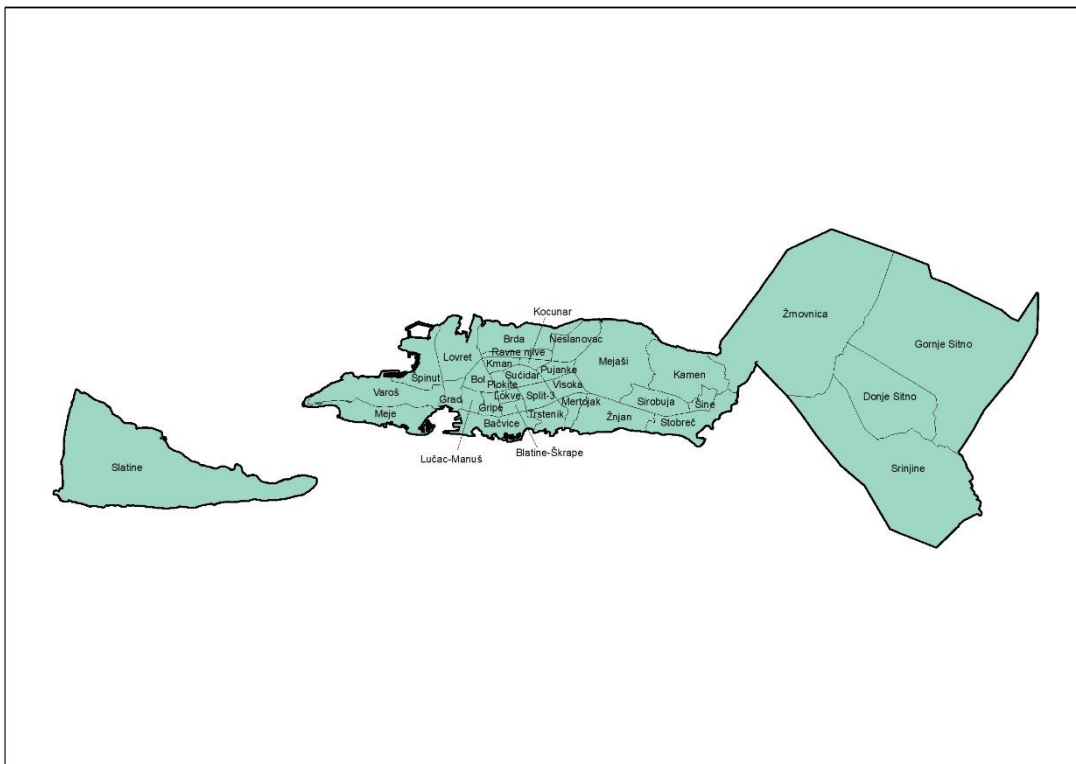 Kocunar
Žrnovnica
Brda
Neslanovac
Gornje Sitno
Lovret
Ravne njive
Mejaši
Kman
Pujanke
Kamen
Spinut
Bol
Sućidar
Plokite
Visoka
Varoš
Lokve
Split-3
Donje Sitno
Grad
Mertojak
Sirobuja
Šine
Meje
Gripe
Trstenik
Žnjan
Bačvice
Stobreč
Lučac-Manuš
Blatine-Škrape
Slatine
Srinjine